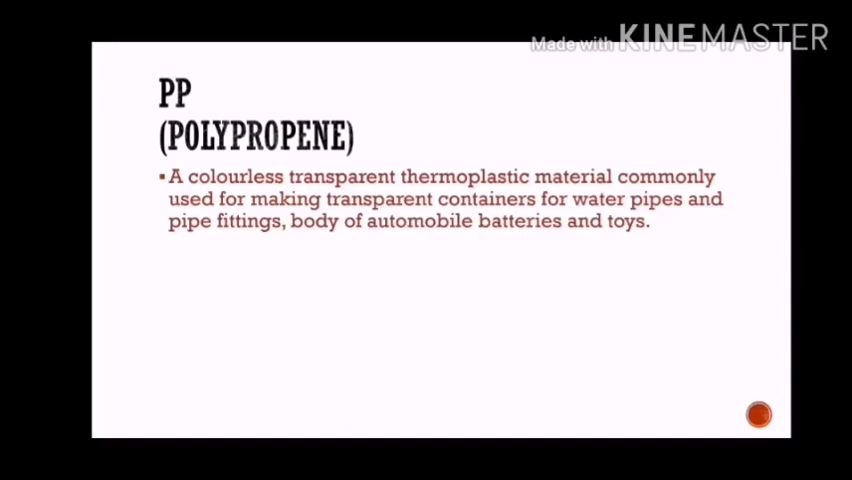 Made with KINEMASTER
PP
(POLYPROPENE)
▪A colourless transparent thermoplastic material commonly
used for making transparent containers for water pipes and
pipe fittings, body of automobile batteries and toys.